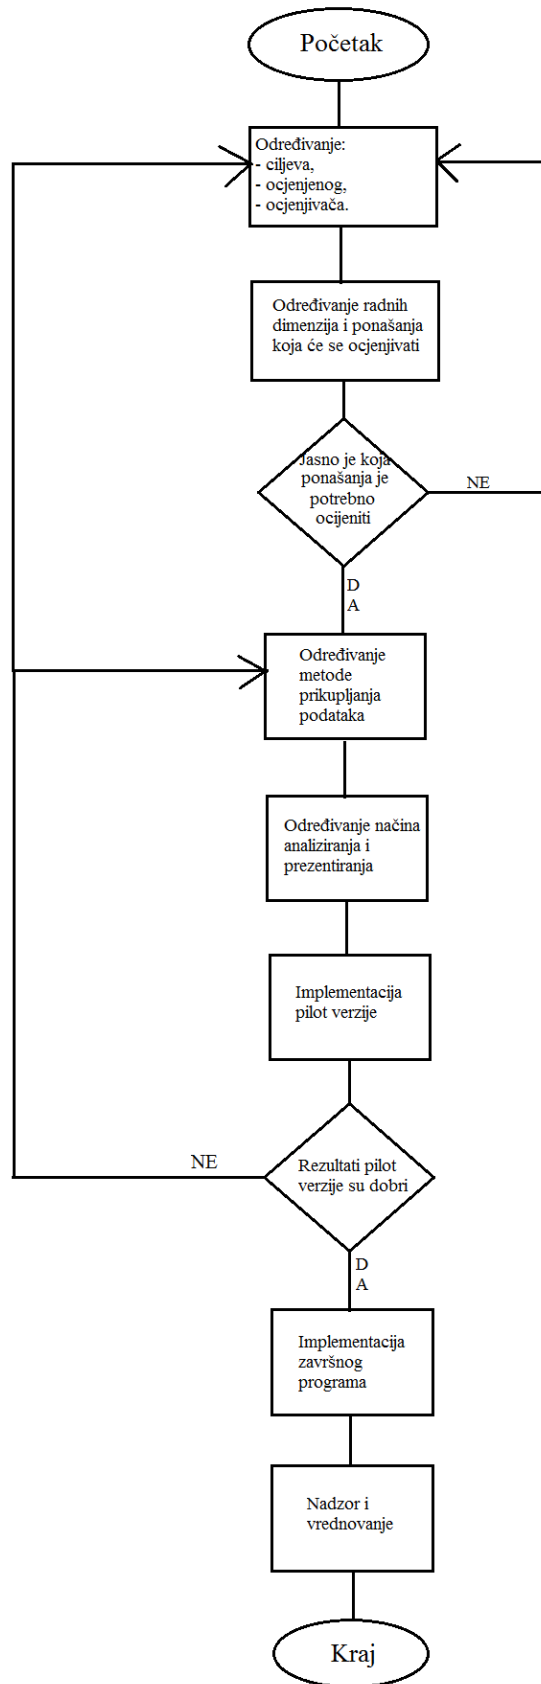 Početak
Određivanje:
- ciljeva,
- ocjenjenog,
- ocjenjivača.
Određivanje radnih
dimenzija i ponašanja
koja će se ocjenjivati
Jasno je koja
ponašanja je
potrebno
ocijeniti
NE
D
A
Određivanje
metode
prikupljanja
podataka
Određivanje načina
analiziranja i
prezentiranja
Implementacija
pilot verzije
NE
Rezultati pilot
verzije su dobri
D
A
Implementacija
završnog
programa
Nadzor i
vrednovanje
Kraj